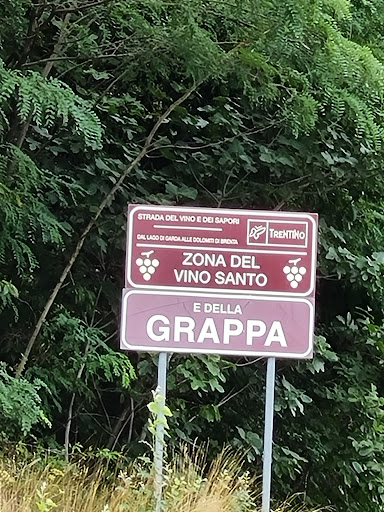 STRADA DEL VINO E DEI SAPORI
TRENTINO
DAL LAGO DI GARDA ALLE DOLOMITI DI BRENTA
ZONA DEL
VINO SANTO
E DELLA
GRAPPA